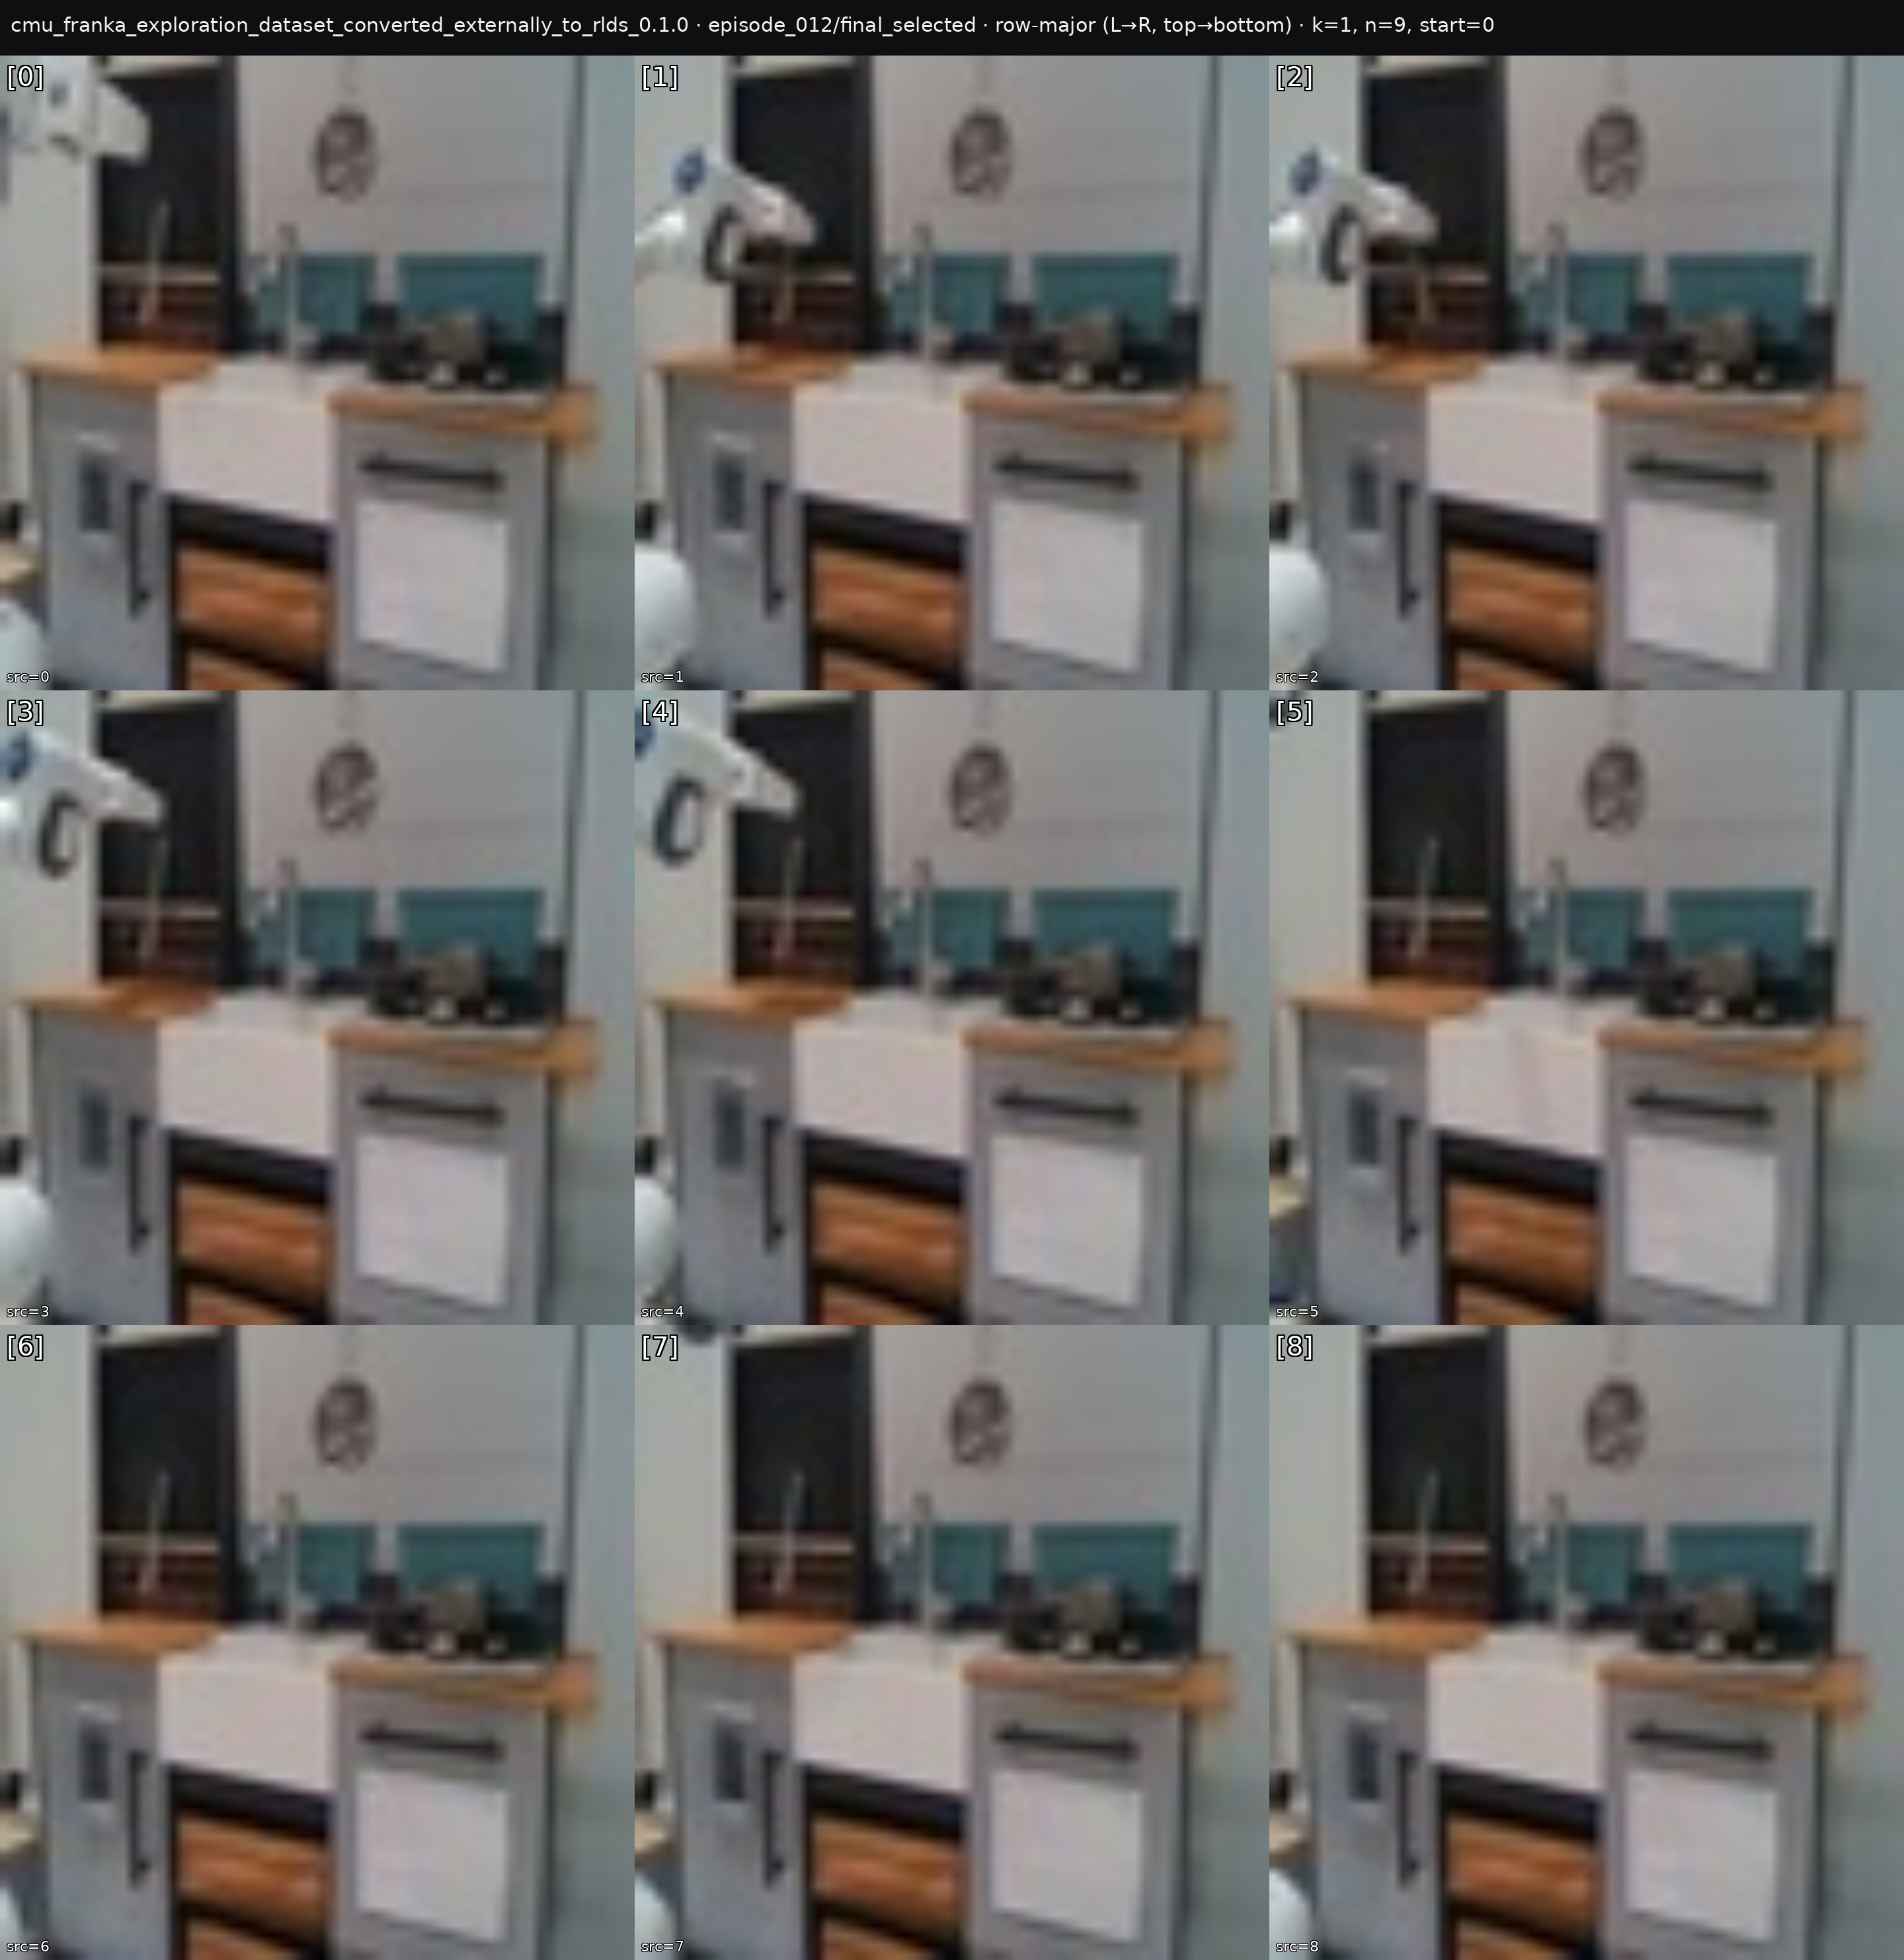 cmu_franka_exploration_dataset_converted_externally_to_rlds_0.1.0 · episode_012/final_selected · row-major (L→R, top→bottom) · k=1, n=9, start=0
[0]
[1]
[2]
src=0
src=1
src=2
[3]
[4]
[5]
src=3
src=4
src=5
[6]
[7]
[8]
src=6
src=7
src=8